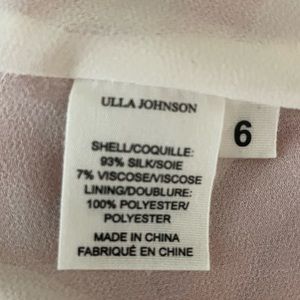 ULLA JOHNSON
6
SHELL/COQUILLE:
93% SILK/SOIE
7% VISCOSE/VISCOSE
LINING/DOUBLURE:
100% POLYESTER/
POLYESTER
MADE IN CHINA
FABRIQUÉ EN CHINE